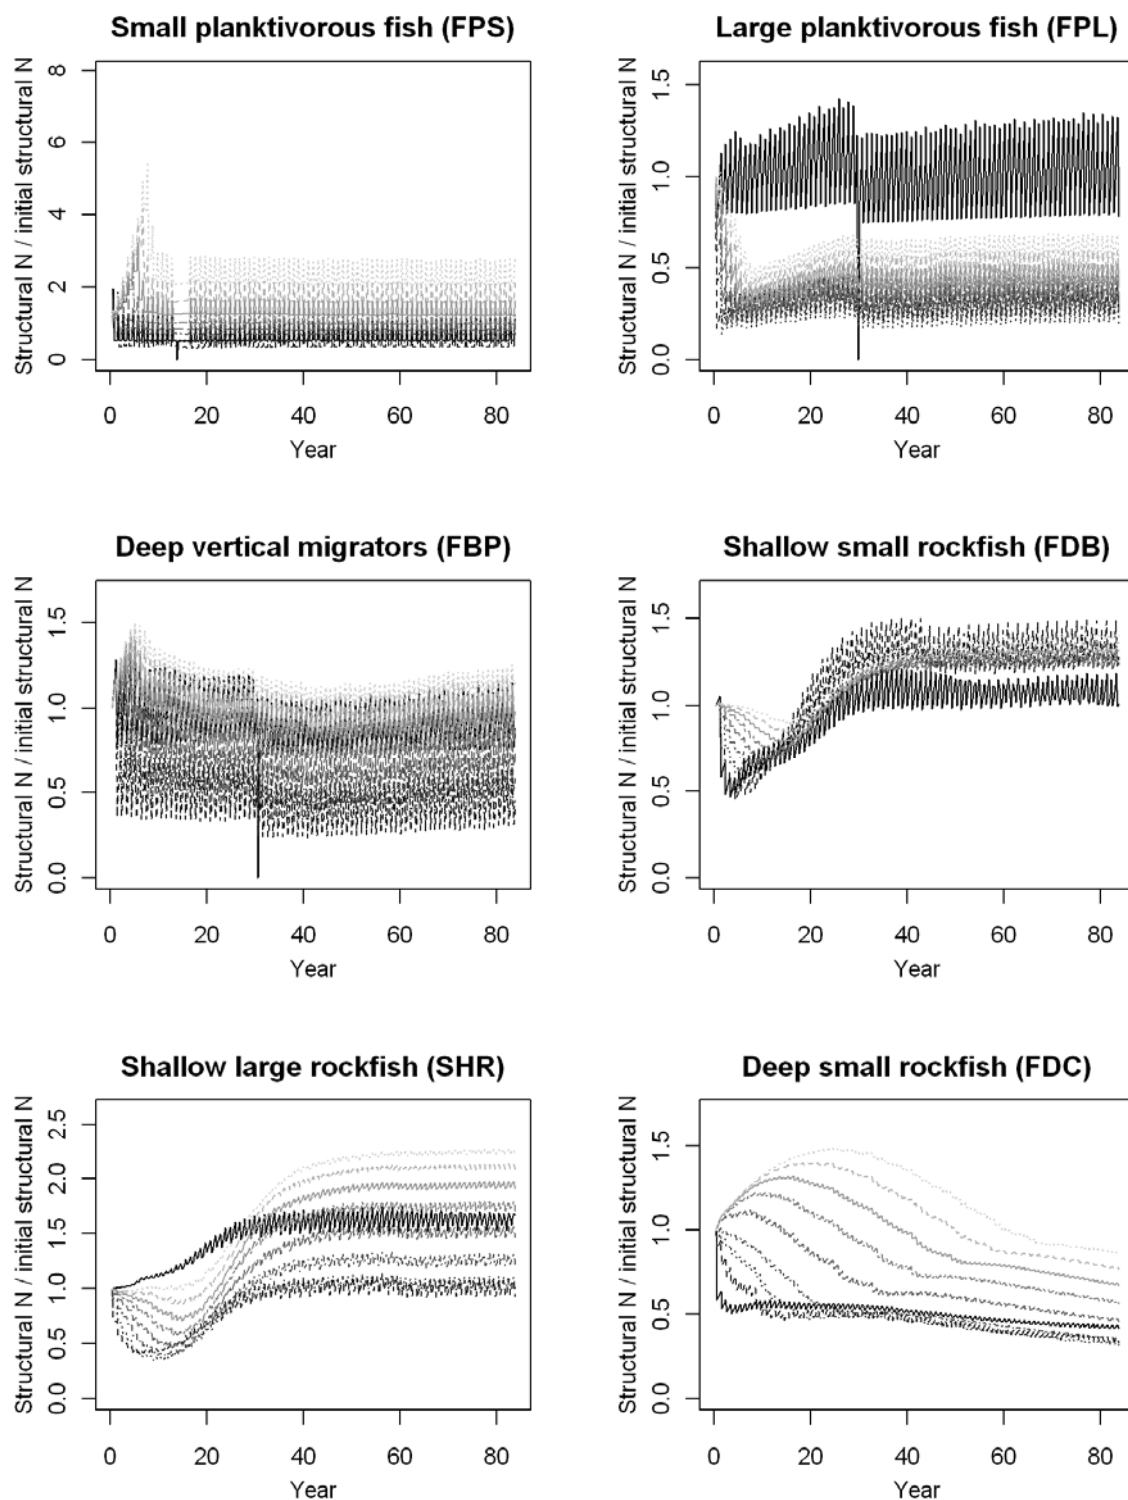 Small planktivorous fish (FPS)
Structural N / initial structural N
8
6
4
2
0
0 20 40 60 80
Year
Large planktivorous fish (FPL)
Structural N / initial structural N
1.5
1.0
0.5
0.0
0 20 40 60 80
Year
Deep vertical migrators (FBP)
Structural N / initial structural N
1.5
1.0
0.5
0.0
0 20 40 60 80
Year
Shallow small rockfish (FDB)
Structural N / initial structural N
1.5
1.0
0.5
0.0
0 20 40 60 80
Year
Shallow large rockfish (SHR)
Structural N / initial structural N
2.5
2.0
1.5
1.0
0.5
0.0
0 20 40 60 80
Year
Deep small rockfish (FDC)
Structural N / initial structural N
1.5
1.0
0.5
0.0
0 20 40 60 80
Year